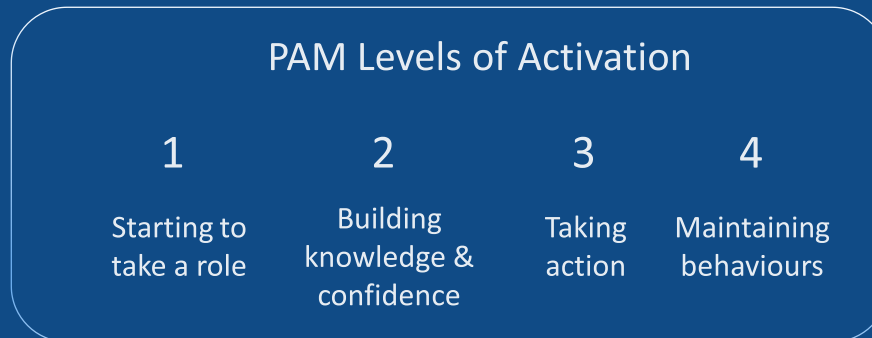 PAM Levels of Activation
1
Starting to
take a role
2
Building
knowledge &
confidence
3
Taking
action
4
Maintaining
behaviours